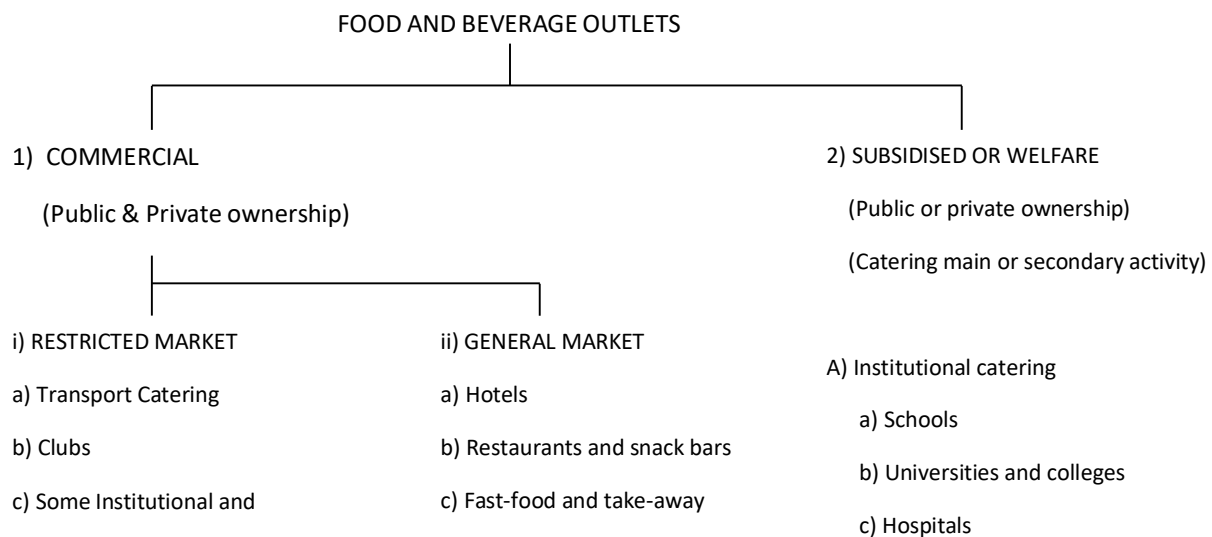 FOOD AND BEVERAGE OUTLETS
1) COMMERCIAL
(Public & Private ownership)
2) SUBSIDISED OR WELFARE
(Public or private ownership)
(Catering main or secondary activity)
i) RESTRICTED MARKET
a) Transport Catering
b) Clubs
c) Some Institutional and
ii) GENERAL MARKET
a) Hotels
b) Restaurants and snack bars
c) Fast-food and take-away
A) Institutional catering
a) Schools
b) Universities and colleges
c) Hospitals